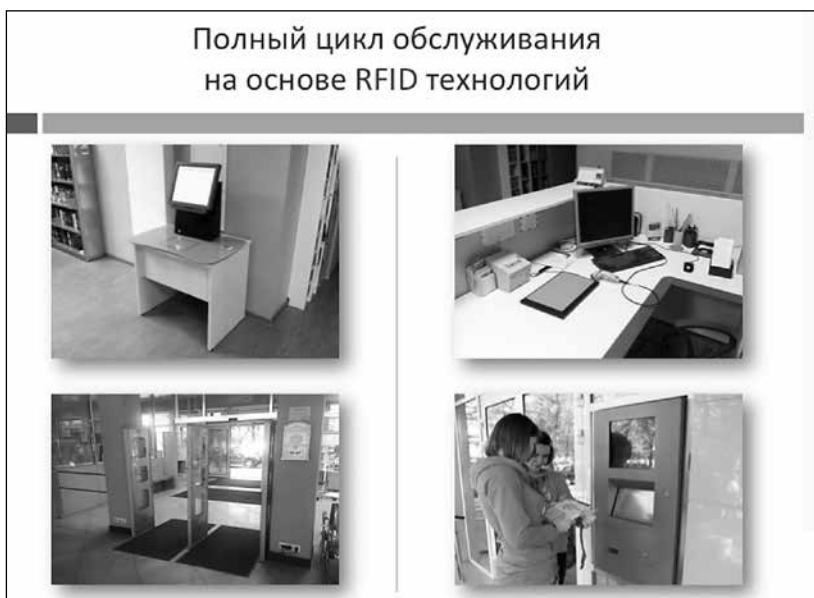 Полный цикл обслуживания
на основе RFID технологий